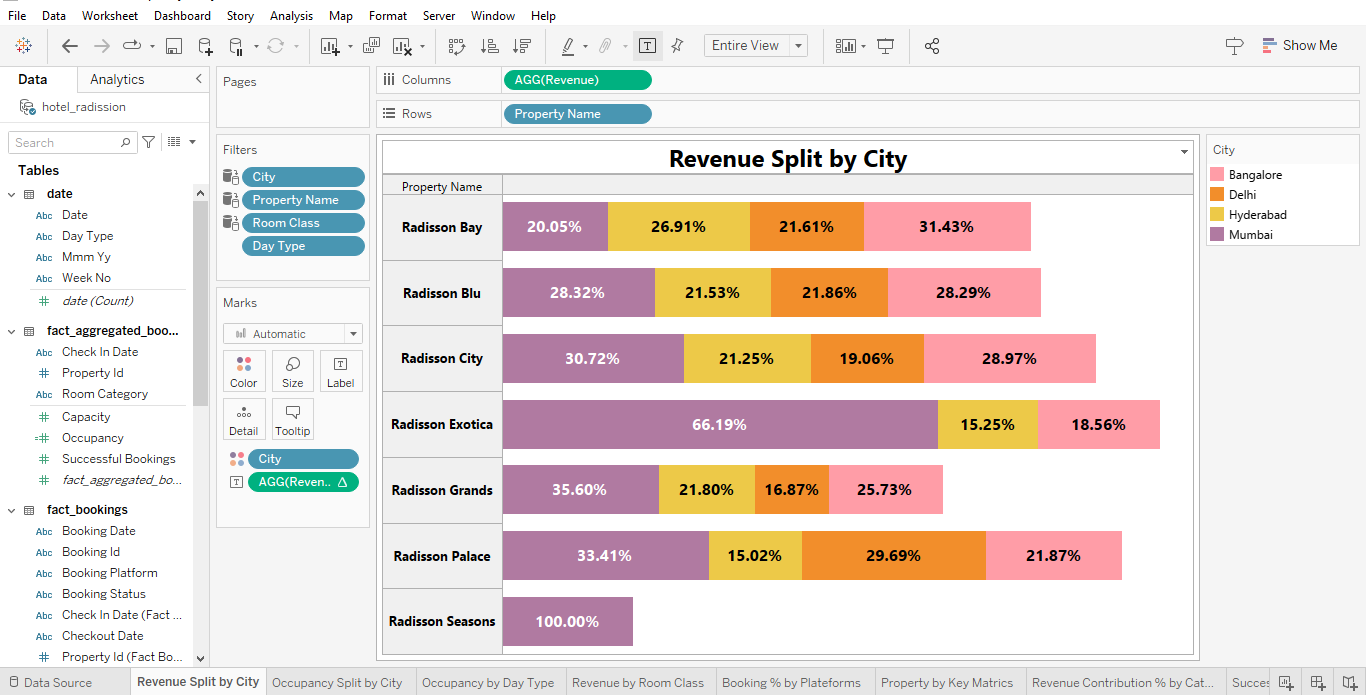 File Data Worksheet Dashboard Story Analysis Map Format Server Window Help
Entire View
Show Me
Data Analytics
hotel_radission
Search
Tables
date
Abc Date
Abc Day Type
Abc Mmm Yy
Abc Week No
date (Count)
fact_aggregated_boo...
Abc Check In Date
Property Id
Abc Room Category
Capacity
Occupancy
Successful Bookings
fact_aggregated_bo...
fact_bookings
Abc Booking Date
Abc Booking Id
Abc Booking Platform
Abc Booking Status
Abc Check In Date (Fact ...
Abc Checkout Date
Property Id (Fact Bo...
Pages
Filters
City
Property Name
Room Class
Day Type
Marks
Automatic
Color Size Label
Detail Tooltip
City
AGG(Reven..
Columns AGG(Revenue)
Rows Property Name
Revenue Split by City
Property Name
Radisson Bay 20.05% 26.91% 21.61% 31.43%
Radisson Blu 28.32% 21.53% 21.86% 28.29%
Radisson City 30.72% 21.25% 19.06% 28.97%
Radisson Exotica 66.19% 15.25% 18.56%
Radisson Grands 35.60% 21.80% 16.87% 25.73%
Radisson Palace 33.41% 15.02% 29.69% 21.87%
Radisson Seasons 100.00%
City
Bangalore
Delhi
Hyderabad
Mumbai
Data Source Revenue Split by City Occupancy Split by City Occupancy by Day Type Revenue by Room Class Booking % by Plateforms Property by Key Matrics Revenue Contribution % by Cat... Succes